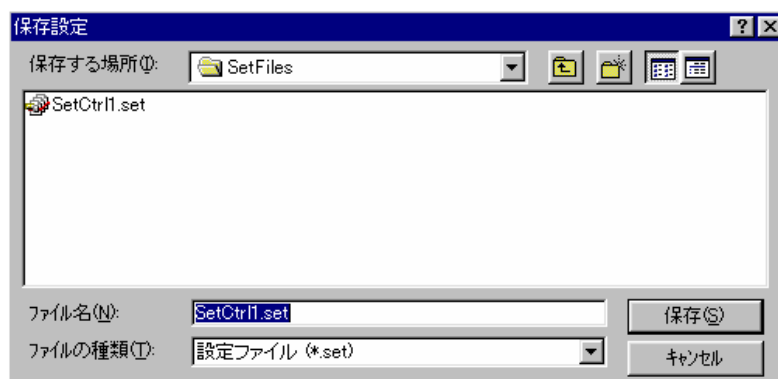 保存設定
保存する場所(I):
SetFiles
SetCtrl1.set
ファイル名(N):
SetCtrl1.set
保存(S)
ファイルの種類(T):
設定ファイル (*.set)
キャンセル